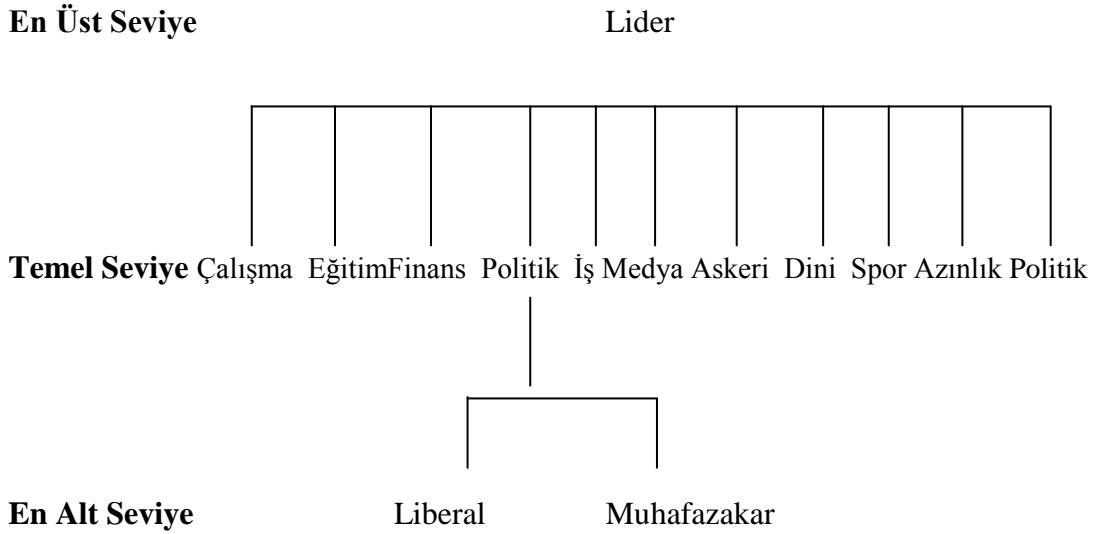 En Üst Seviye Lider
Temel Seviye Çalışma EğitimFinans Politik İş Medya Askeri Dini Spor Azınlık Politik
En Alt Seviye Liberal Muhafazakar